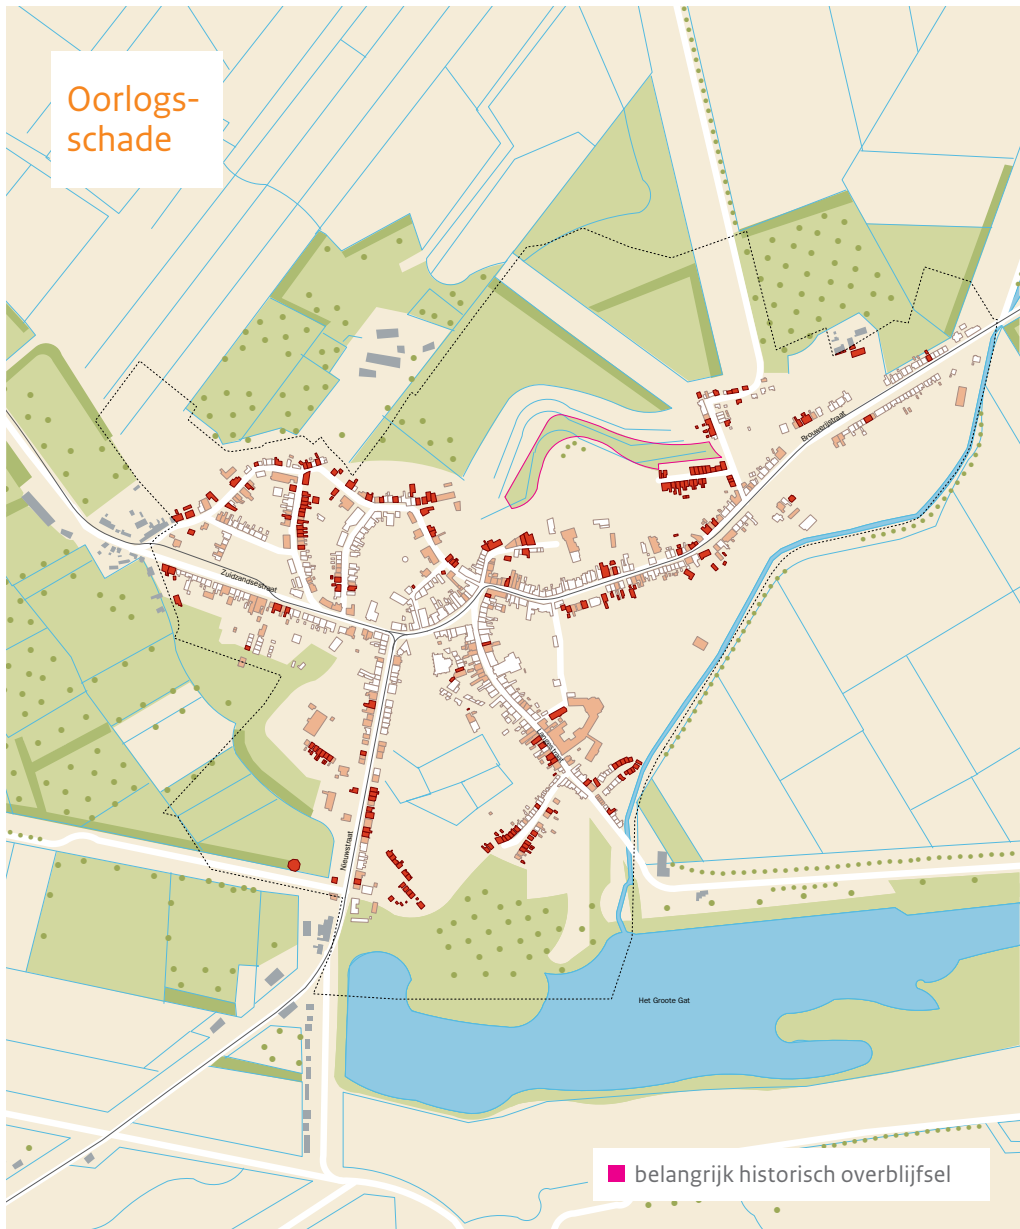 Oorlogs-
schade
Brouwerijstraat
Zuidzandsestraat
Nieuwstraat
Het Groote Gat
belangrijk historisch overblijfsel